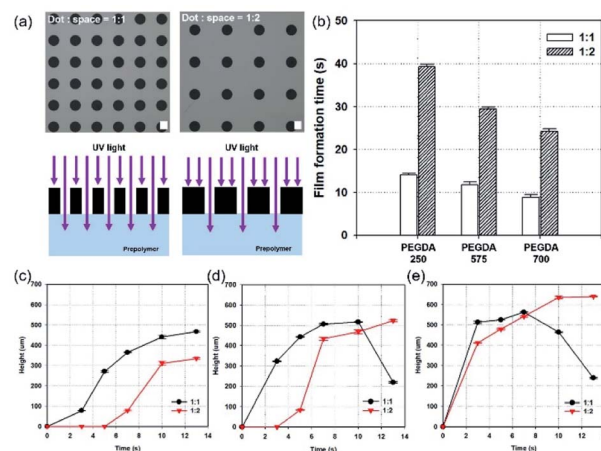 (a)
Dot : space = 1:1
Dot : space = 1:2
UV light
UV light
Prepolymer
Prepolymer
(b)
Film formation time (s)
50
40
30
20
10
0
1:1
1:2
PEGDA
250
PEGDA
575
PEGDA
700
(c)
Height (um)
700
600
500
400
300
200
100
0
1:1
1:2
0 2 4 6 8 10 12 14
Time (s)
(d)
Height (um)
700
600
500
400
300
200
100
0
1:1
1:2
0 2 4 6 8 10 12 14
Time (s)
(e)
Height (um)
700
600
500
400
300
200
100
0
1:1
1:2
0 2 4 6 8 10 12 14
Time (s)